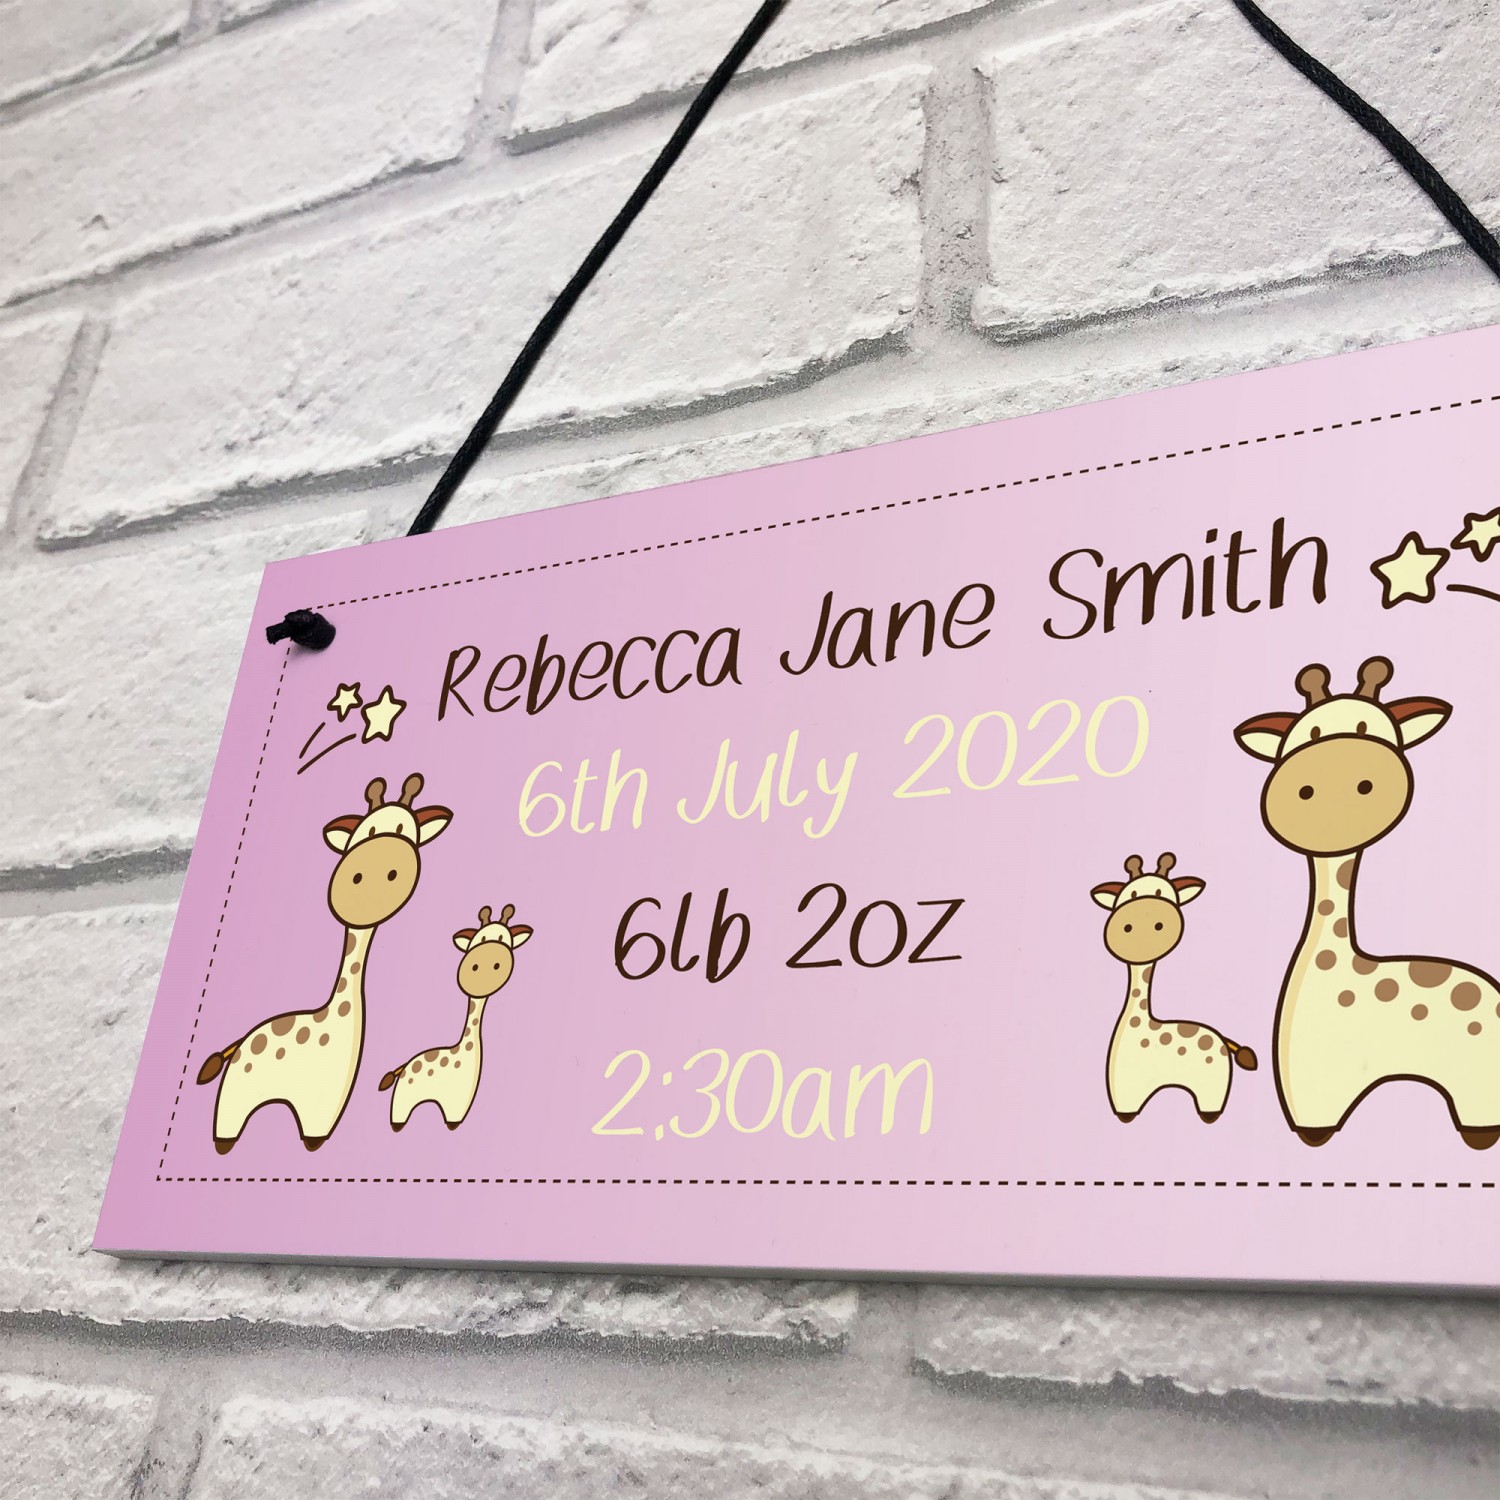 Rebecca Jane Smith
6th July 2020
6lb 2oz
2:30am